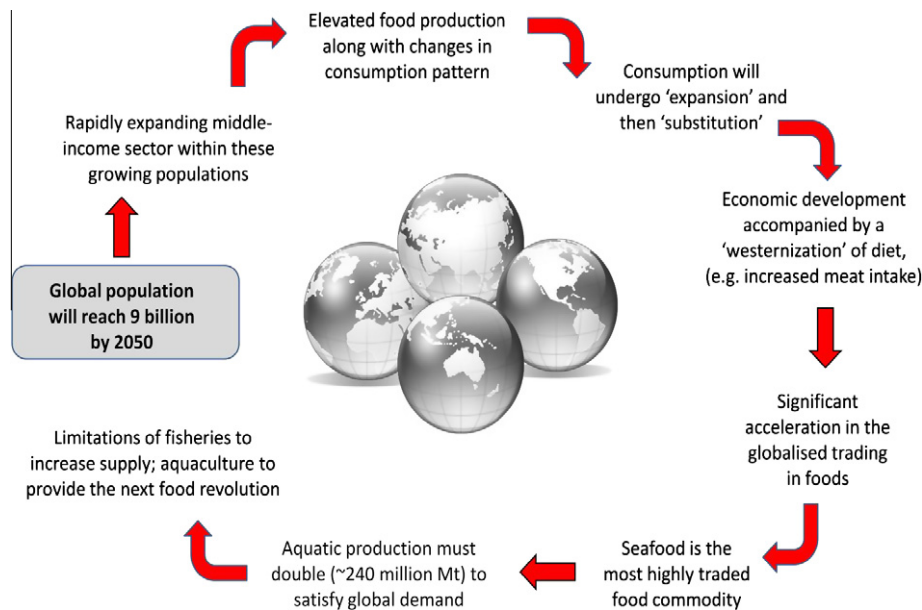 Elevated food production
along with changes in
consumption pattern
Consumption will
undergo ‘expansion’ and
then ‘substitution’
Economic development
accompanied by a
‘westernization’ of diet,
(e.g. increased meat intake)
Significant
acceleration in the
globalised trading
in foods
Seafood is the
most highly traded
food commodity
Aquatic production must
double (~240 million Mt) to
satisfy global demand
Limitations of fisheries to
increase supply; aquaculture to
provide the next food revolution
Global population
will reach 9 billion
by 2050
Rapidly expanding middle-
income sector within these
growing populations